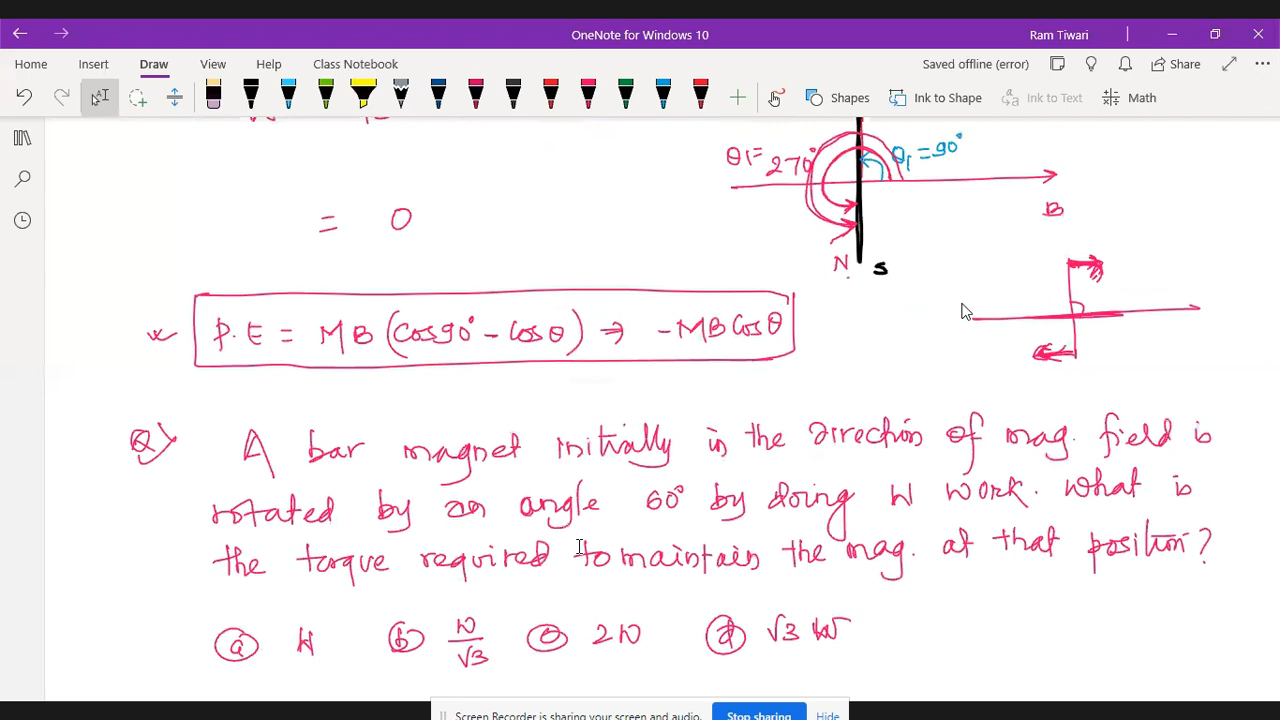 OneNote for Windows 10
Ram Tiwari
Home Insert Draw View Help Class Notebook
Saved offline (error) Share
Shapes Ink to Shape Ink to Text Math
θ1= 270°
θ1 = 90°
= 0
B
N S
P.E = MB (Cos90° - Cosθ) ⇒ -MB Cosθ
Q) A bar magnet initially in the direction of mag. field is
rotated by an angle 60° by doing W work. What is
the torque required to maintain the mag. at that position?
(a) W (b) W/√3 (c) 2W (d) √3 W
Screen Recorder is sharing your screen and audio. Stop sharing Hide